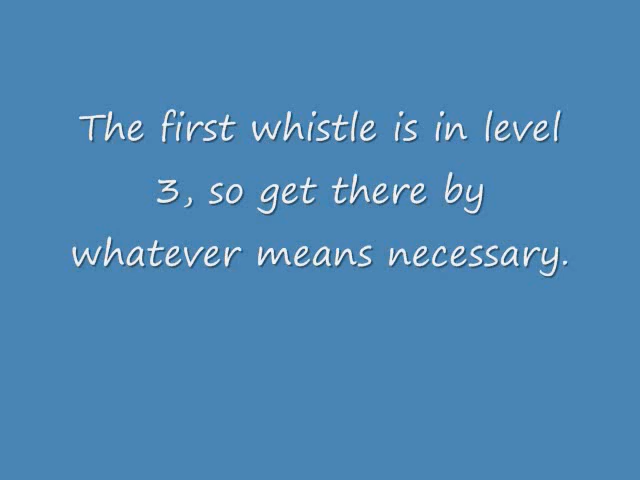 The first whistle is in level
3, so get there by
whatever means necessary.